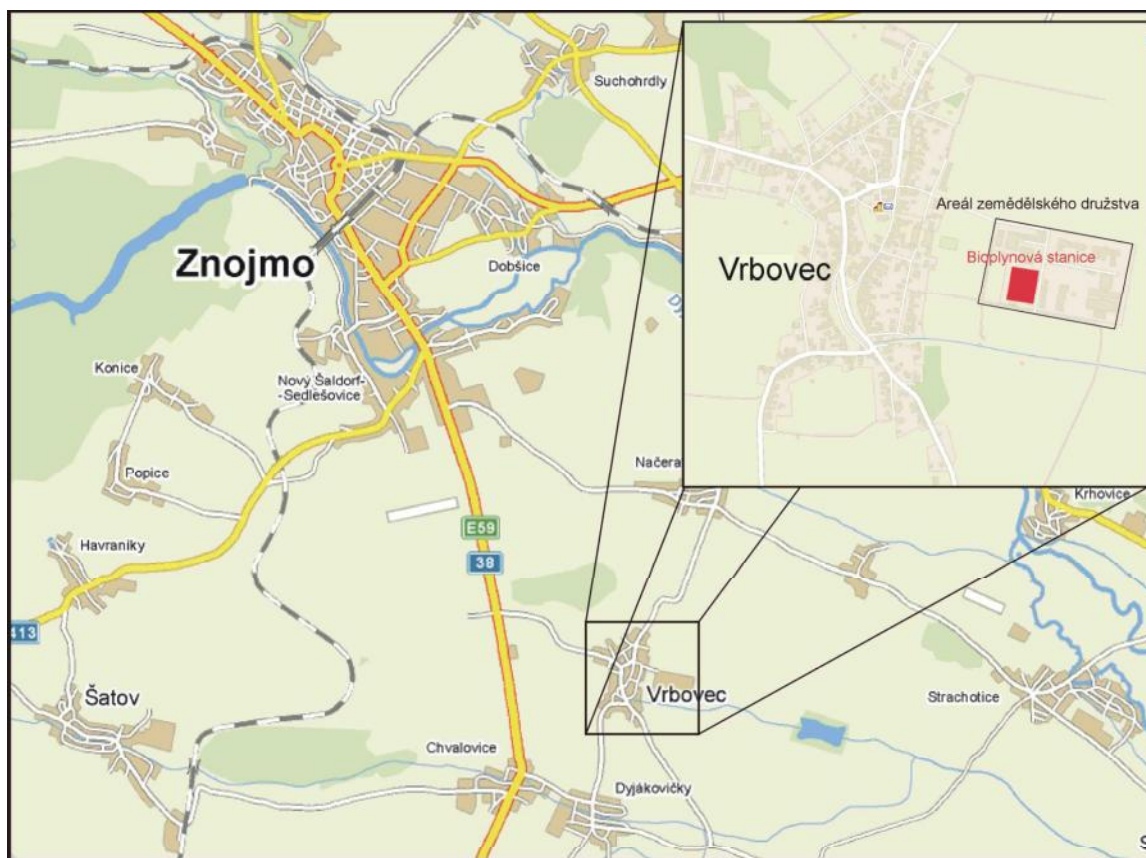 Suchohrdly
Znojmo
Dobšice
Konice
Nový Šaldorf-
-Sedlešovice
Popice
Havraníky
413
Šatov
E59
38
Chvalovice
Dyjákovičky
Vrbovec
Strachotice
Krhovice
Načera
Vrbovec
Areál zemědělského družstva
Bioplynová stanice